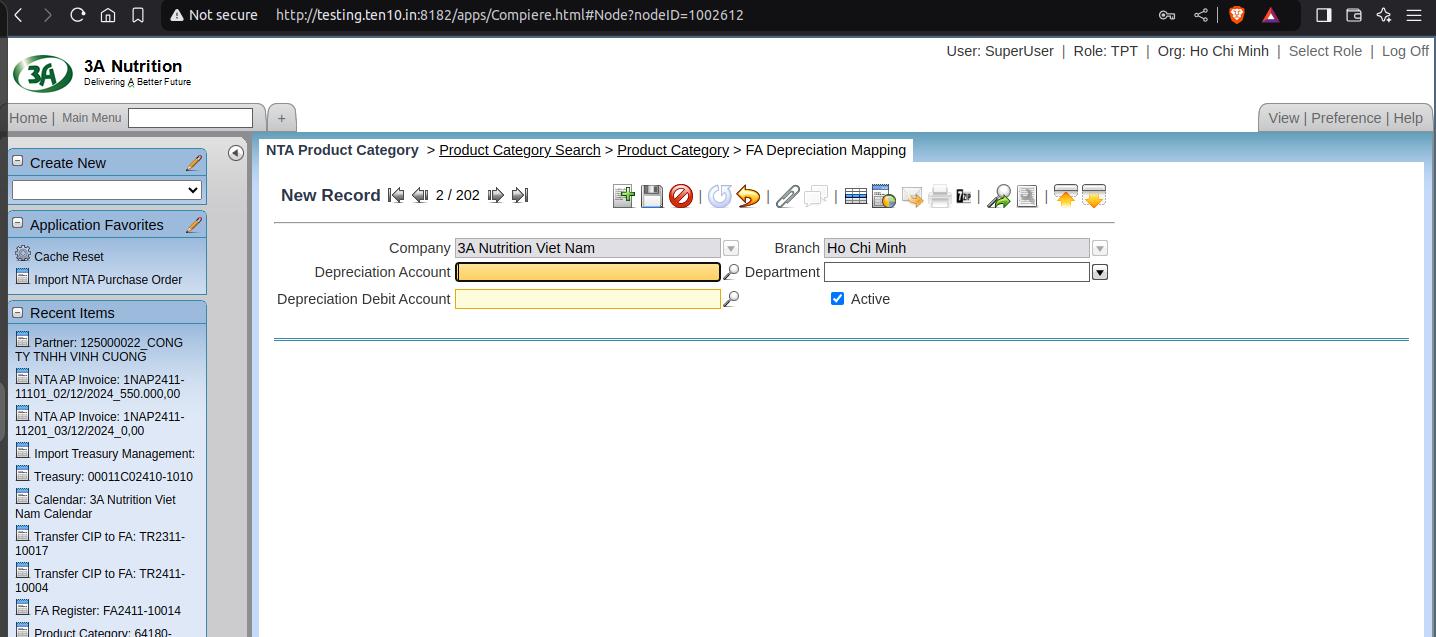 Not secure http://testing.ten10.in:8182/apps/Compiere.html#Node?nodeID=1002612
User: SuperUser | Role: TPT | Org: Ho Chi Minh | Select Role | Log Off
3A
3A Nutrition
Delivering A Better Future
Home | Main Menu
+
View | Preference | Help
Create New
Application Favorites
Cache Reset
Import NTA Purchase Order
Recent Items
Partner: 125000022_CONG
TY TNHH VINH CUONG
NTA AP Invoice: 1NAP2411-
11101_02/12/2024_550.000,00
NTA AP Invoice: 1NAP2411-
11201_03/12/2024_0,00
Import Treasury Management:
Treasury: 00011C02410-1010
Calendar: 3A Nutrition Viet
Nam Calendar
Transfer CIP to FA: TR2311-
10017
Transfer CIP to FA: TR2411-
10004
FA Register: FA2411-10014
Product Category: 64180-
NTA Product Category > Product Category Search > Product Category > FA Depreciation Mapping
New Record 2 / 202
Company 3A Nutrition Viet Nam Branch Ho Chi Minh
Depreciation Account Department
Depreciation Debit Account Active